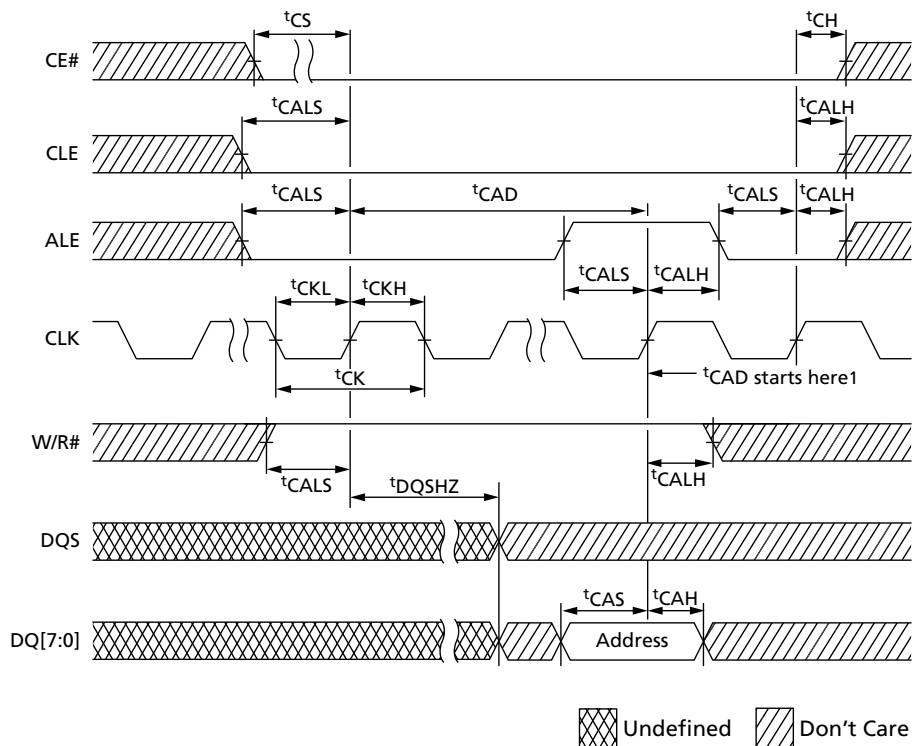 tCS
tCH
CE#
tCALS
tCALH
CLE
tCALS
tCAD
tCALS
tCALH
ALE
tCALS
tCALH
tCKL
tCKH
CLK
tCK
tCAD starts here1
W/R#
tCALS
tCALH
tDQSHZ
DQS
tCAS
tCAH
DQ[7:0]
Address
Undefined
Don't Care